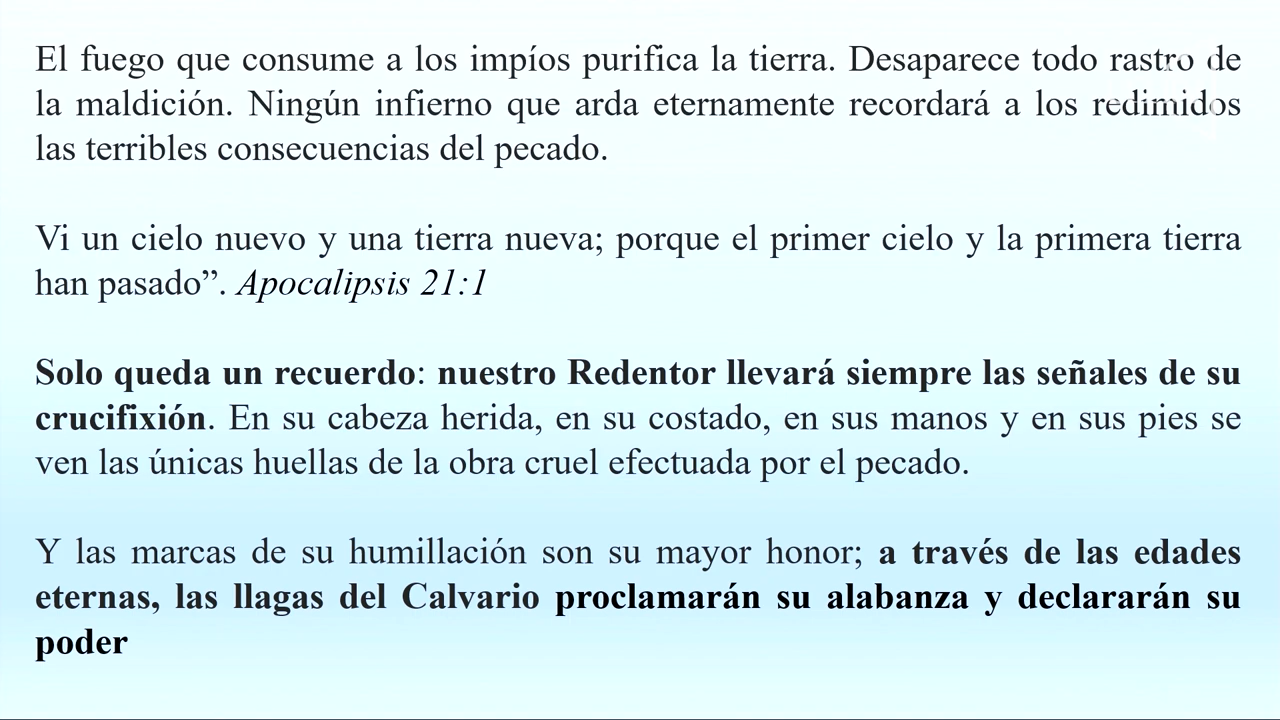 El fuego que consume a los impíos purifica la tierra. Desaparece todo rastro de
la maldición. Ningún infierno que arda eternamente recordará a los redimidos
las terribles consecuencias del pecado.
Vi un cielo nuevo y una tierra nueva; porque el primer cielo y la primera tierra
han pasado”. Apocalipsis 21:1
Solo queda un recuerdo: nuestro Redentor llevará siempre las señales de su
crucifixión. En su cabeza herida, en su costado, en sus manos y en sus pies se
ven las únicas huellas de la obra cruel efectuada por el pecado.
Y las marcas de su humillación son su mayor honor; a través de las edades
eternas, las llagas del Calvario proclamarán su alabanza y declararán su
poder